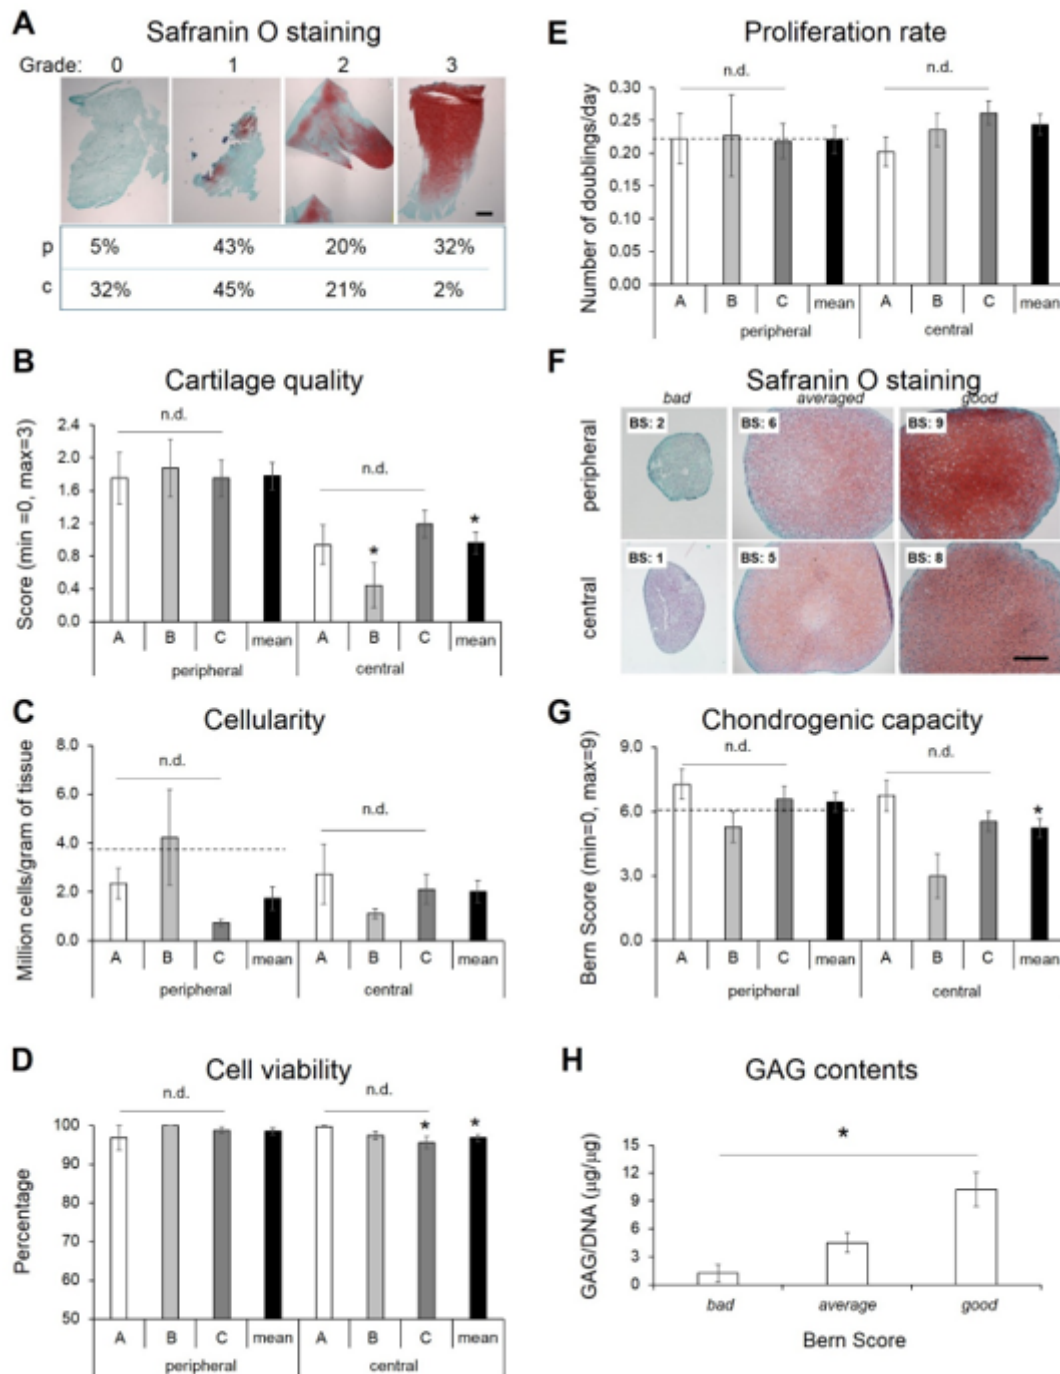 A Safranin O staining
Grade: 0 1 2 3
p 5% 43% 20% 32%
c 32% 45% 21% 2%
B Cartilage quality
n.d.
n.d.
* *
Score (min =0, max=3)
2.4
2.0
1.6
1.2
0.8
0.4
0.0
A B C mean A B C mean
peripheral central
C Cellularity
n.d.
n.d.
Million cells/gram of tissue
8.0
6.0
4.0
2.0
0.0
A B C mean A B C mean
peripheral central
D Cell viability
n.d. n.d.
* *
Percentage
100
90
80
70
60
50
A B C mean A B C mean
peripheral central
E Proliferation rate
n.d. n.d.
Number of doublings/day
0.30
0.25
0.20
0.15
0.10
0.05
0.00
A B C mean A B C mean
peripheral central
F Safranin O staining
bad averaged good
peripheral
BS: 2 BS: 6 BS: 9
central
BS: 1 BS: 5 BS: 8
G Chondrogenic capacity
n.d. n.d.
*
Bern Score (min=0, max=9)
9.0
6.0
3.0
0.0
A B C mean A B C mean
peripheral central
H GAG contents
*
GAG/DNA (µg/µg)
15
12
9
6
3
0
bad average good
Bern Score